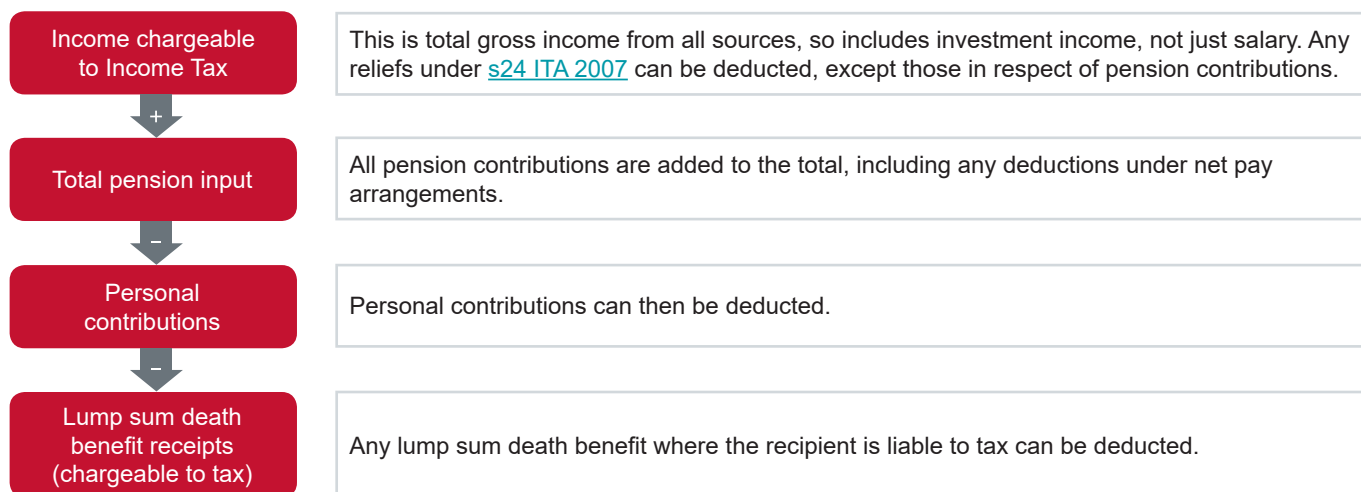 Income chargeable
to Income Tax
This is total gross income from all sources, so includes investment income, not just salary. Any
reliefs under s24 ITA 2007 can be deducted, except those in respect of pension contributions.
+
Total pension input
All pension contributions are added to the total, including any deductions under net pay
arrangements.
–
Personal
contributions
Personal contributions can then be deducted.
–
Lump sum death
benefit receipts
(chargeable to tax)
Any lump sum death benefit where the recipient is liable to tax can be deducted.